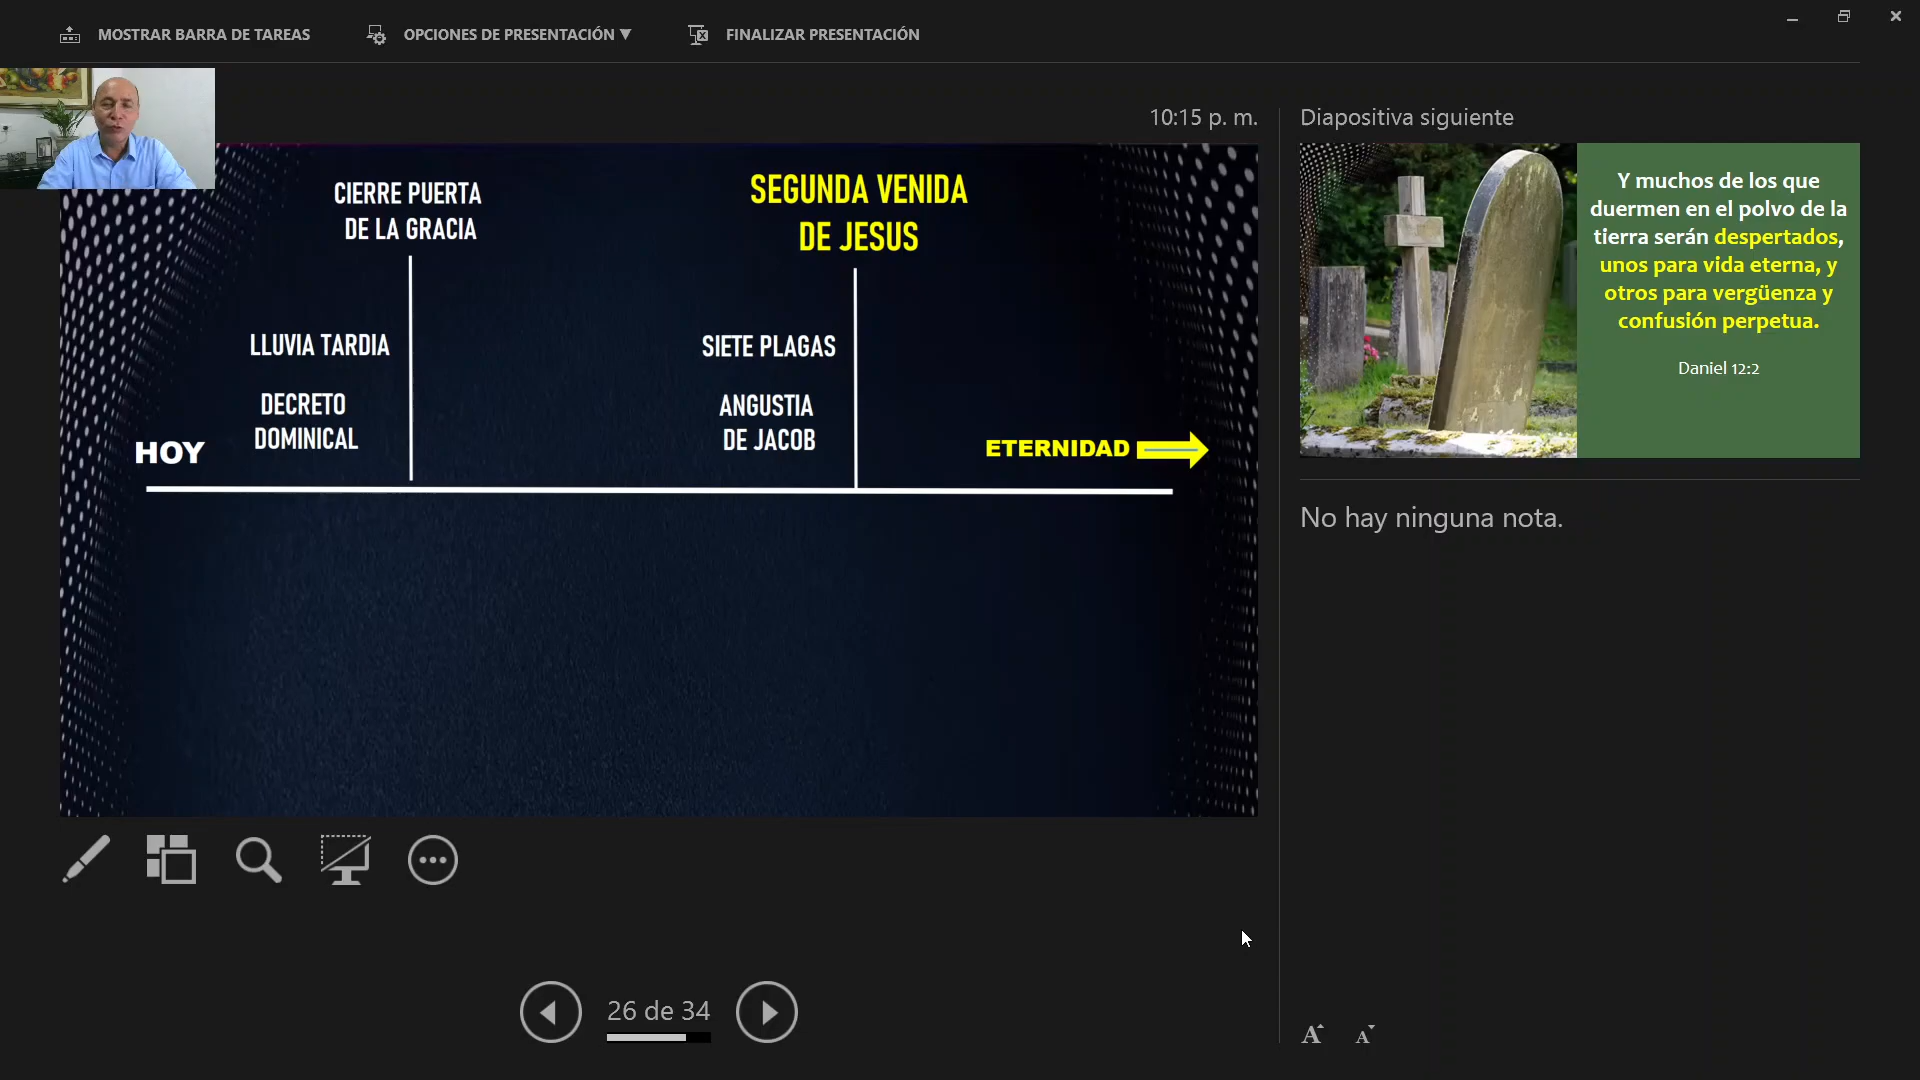 MOSTRAR BARRA DE TAREAS
OPCIONES DE PRESENTACIÓN ▼
FINALIZAR PRESENTACIÓN
10:15 p. m.
CIERRE PUERTA
DE LA GRACIA
SEGUNDA VENIDA
DE JESUS
LLUVIA TARDIA
DECRETO
DOMINICAL
SIETE PLAGAS
ANGUSTIA
DE JACOB
HOY
ETERNIDAD
26 de 34
Diapositiva siguiente
Y muchos de los que
duermen en el polvo de la
tierra serán despertados,
unos para vida eterna, y
otros para vergüenza y
confusión perpetua.
Daniel 12:2
No hay ninguna nota.
A A